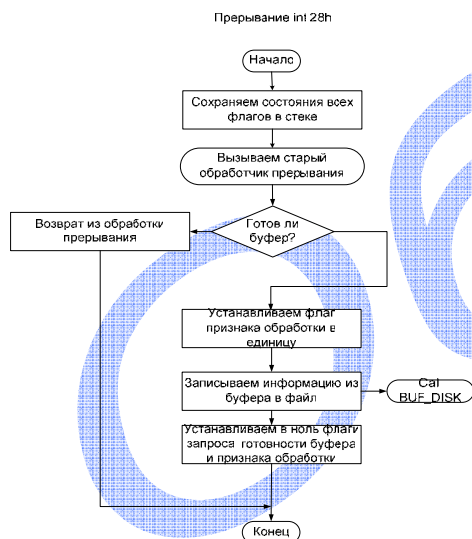 Прерывание int 28h
Начало
Сохраняем состояния всех
флагов в стеке
Вызываем старый
обработчик прерывания
Готов ли
буфер?
Возврат из обработки
прерывания
Устанавливаем флаг
признака обработки в
единицу
Записываем информацию из
буфера в файл
Call
BUF_DISK
Устанавливаем в ноль флаги
запроса готовности буфера
и признака обработки
Конец